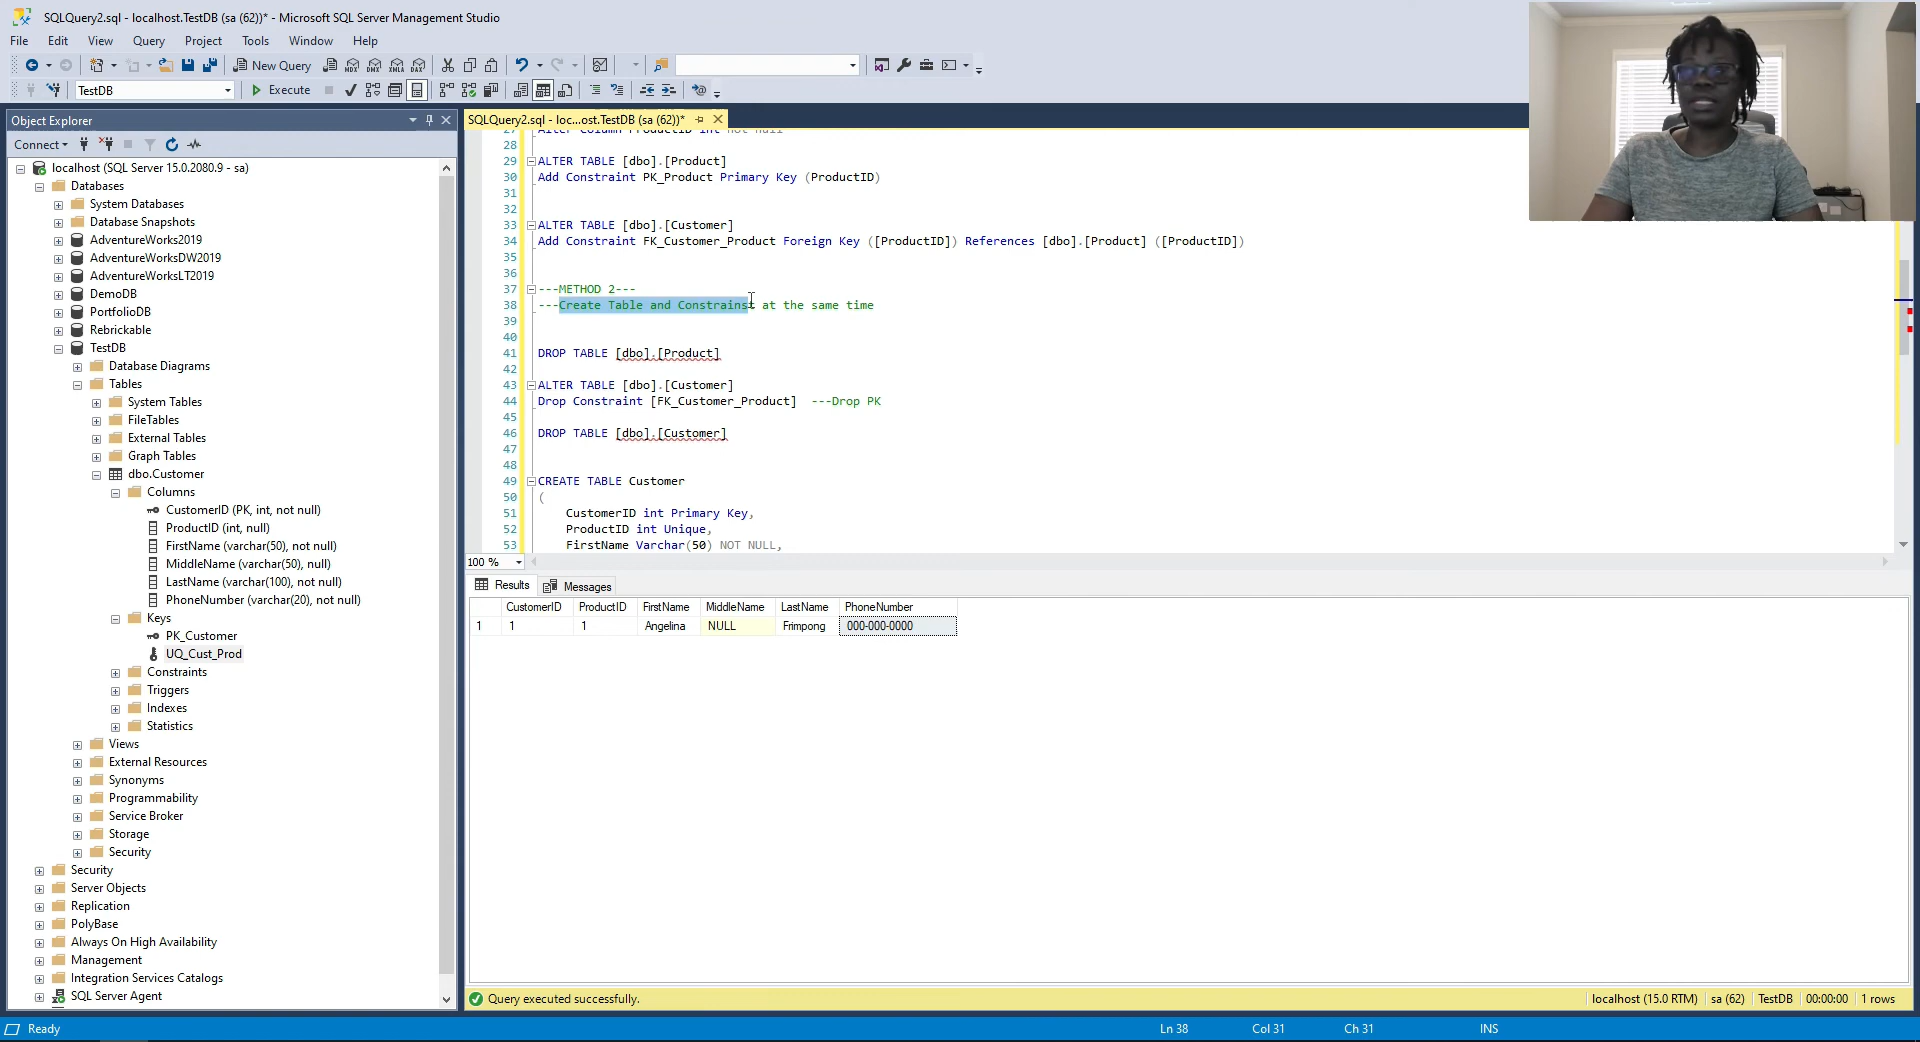 SQLQuery2.sql - localhost.TestDB (sa (62))* - Microsoft SQL Server Management Studio
File Edit View Query Project Tools Window Help
New Query
TestDB Execute
Object Explorer
Connect
localhost (SQL Server 15.0.2080.9 - sa)
Databases
System Databases
Database Snapshots
AdventureWorks2019
AdventureWorksDW2019
AdventureWorksLT2019
DemoDB
PortfolioDB
Rebrickable
TestDB
Database Diagrams
Tables
System Tables
FileTables
External Tables
Graph Tables
dbo.Customer
Columns
CustomerID (PK, int, not null)
ProductID (int, null)
FirstName (varchar(50), not null)
MiddleName (varchar(50), null)
LastName (varchar(100), not null)
PhoneNumber (varchar(20), not null)
Keys
PK_Customer
UQ_Cust_Prod
Constraints
Triggers
Indexes
Statistics
Views
External Resources
Synonyms
Programmability
Service Broker
Storage
Security
Security
Server Objects
Replication
PolyBase
Always On High Availability
Management
Integration Services Catalogs
SQL Server Agent
SQLQuery2.sql - loc...ost.TestDB (sa (62))*
27 Alter Column ProductID int not null
28
29 ALTER TABLE [dbo].[Product]
30 Add Constraint PK_Product Primary Key (ProductID)
31
32
33 ALTER TABLE [dbo].[Customer]
34 Add Constraint FK_Customer_Product Foreign Key ([ProductID]) References [dbo].[Product] ([ProductID])
35
36
37 ---METHOD 2---
38 ---Create Table and Constrainst at the same time
39
40
41 DROP TABLE [dbo].[Product]
42
43 ALTER TABLE [dbo].[Customer]
44 Drop Constraint [FK_Customer_Product] ---Drop PK
45
46 DROP TABLE [dbo].[Customer]
47
48
49 CREATE TABLE Customer
50 (
51 CustomerID int Primary Key,
52 ProductID int Unique,
53 FirstName Varchar(50) NOT NULL,
100 %
Results Messages
CustomerID ProductID FirstName MiddleName LastName PhoneNumber
1 1 1 Angelina NULL Frimpong 000-000-0000
Query executed successfully. localhost (15.0 RTM) sa (62) TestDB 00:00:00 1 rows
Ready Ln 38 Col 31 Ch 31 INS